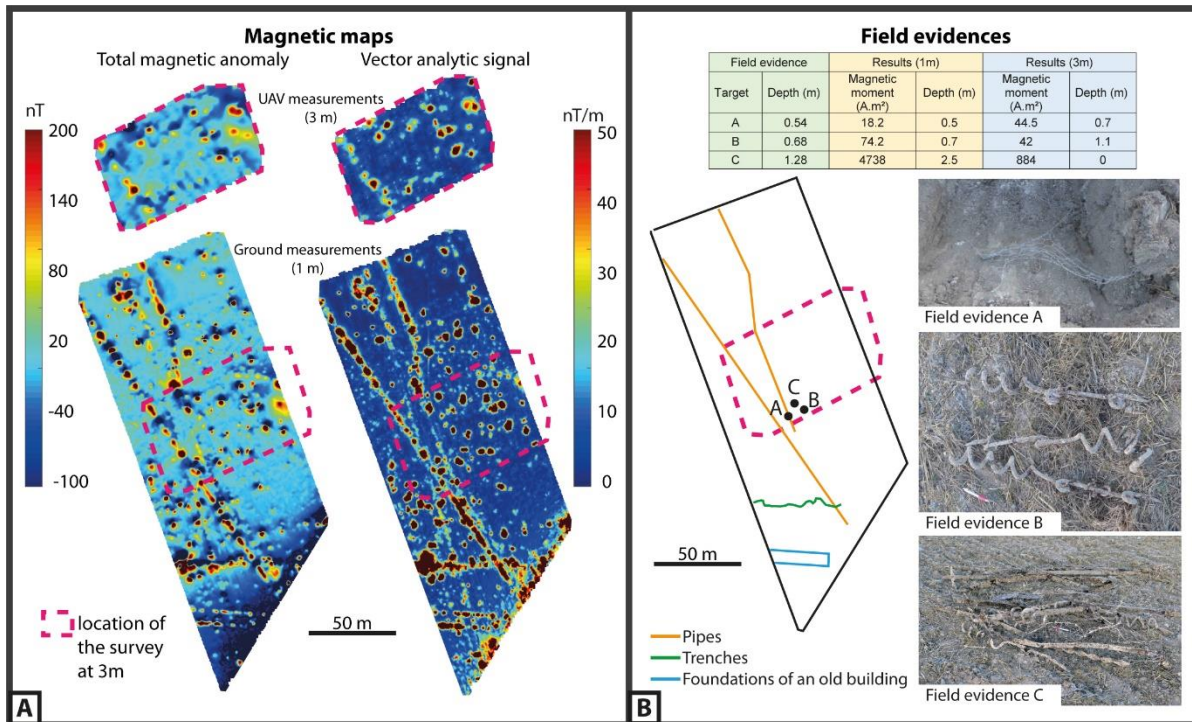 Magnetic maps
Total magnetic anomaly
Vector analytic signal
UAV measurements
(3 m)
nT
200
140
80
20
-40
-100
nT/m
50
40
30
20
10
0
Ground measurements
(1 m)
location of
the survey
at 3m
50 m
A
Field evidences
Field evidence Results (1m) Results (3m)
Target Depth (m) Magnetic moment (A.m²) Depth (m) Magnetic moment (A.m²) Depth (m)
A 0.54 18.2 0.5 44.5 0.7
B 0.68 74.2 0.7 42 1.1
C 1.28 4738 2.5 884 0
C
A
B
50 m
Pipes
Trenches
Foundations of an old building
Field evidence A
Field evidence B
Field evidence C
B